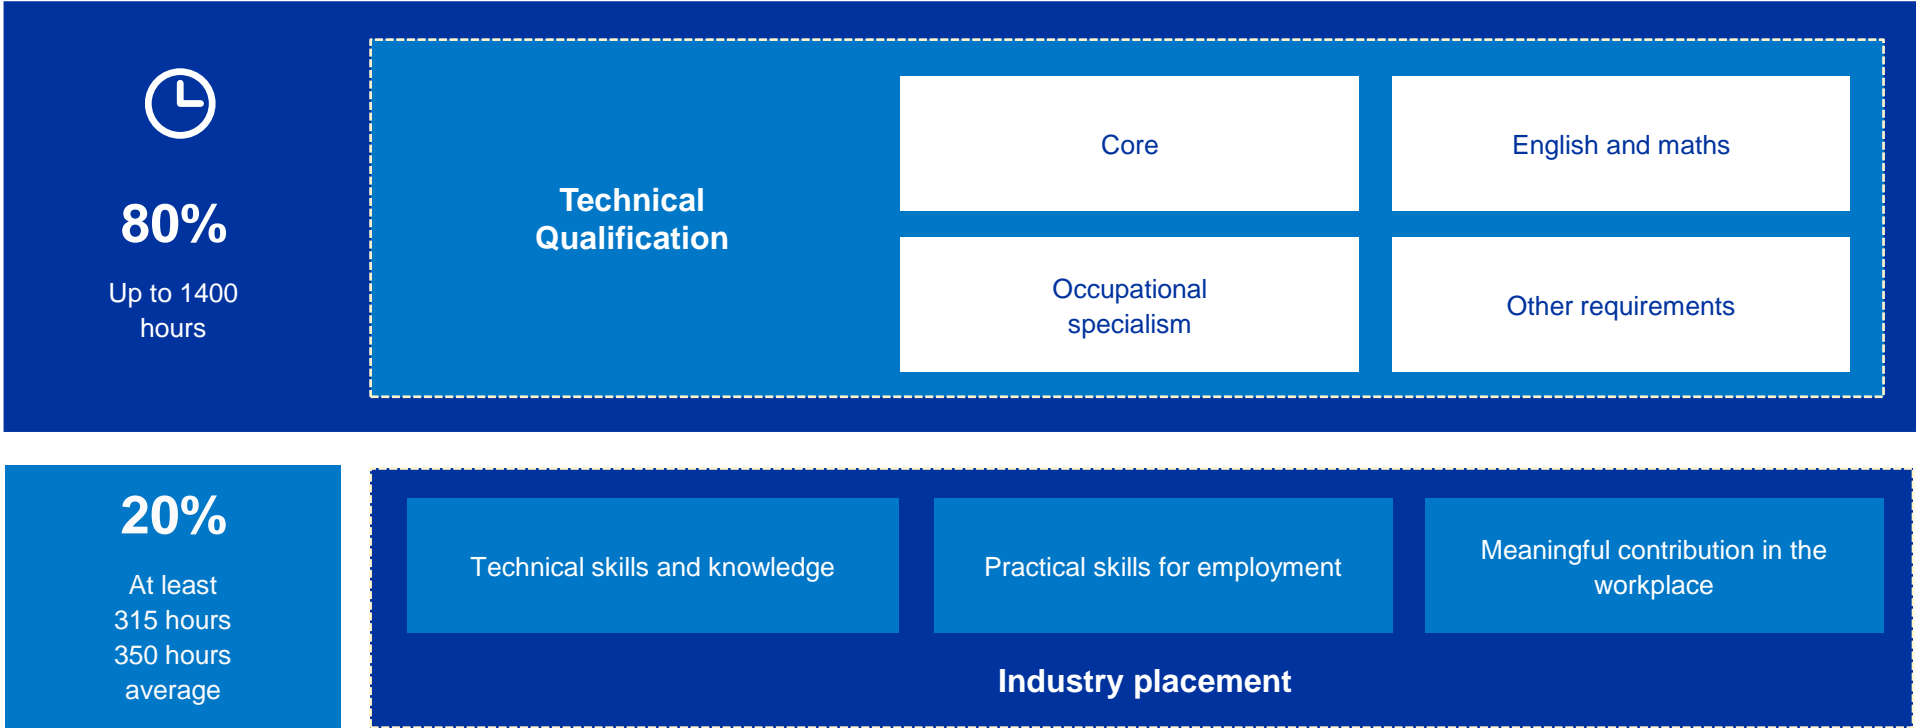 80%
Up to 1400
hours
Technical
Qualification
Core
English and maths
Occupational
specialism
Other requirements
20%
At least
315 hours
350 hours
average
Technical skills and knowledge
Practical skills for employment
Meaningful contribution in the
workplace
Industry placement